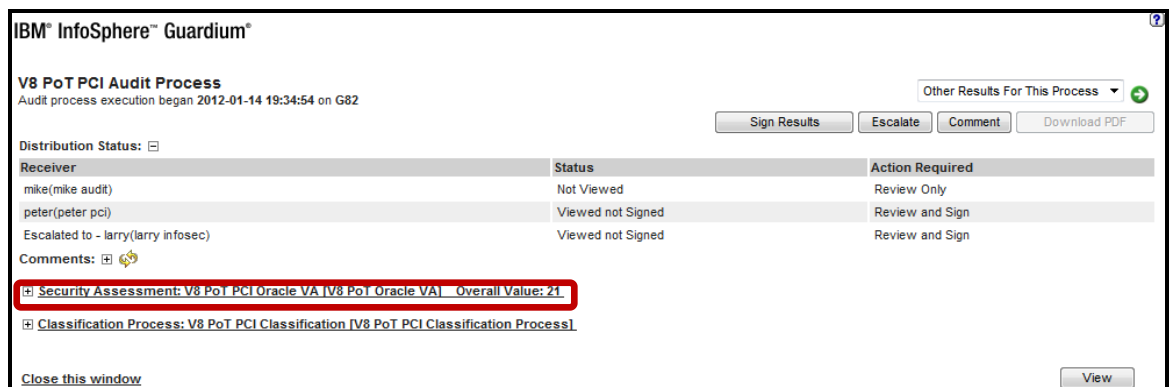 IBM® InfoSphere™ Guardium®
?
V8 PoT PCI Audit Process
Audit process execution began 2012-01-14 19:34:54 on G82
Other Results For This Process
Sign Results Escalate Comment Download PDF
Distribution Status:
Receiver Status Action Required
mike(mike audit) Not Viewed Review Only
peter(peter pci) Viewed not Signed Review and Sign
Escalated to - larry(larry infosec) Viewed not Signed Review and Sign
Comments:
Security Assessment: V8 PoT PCI Oracle VA [V8 PoT Oracle VA] Overall Value: 21
Classification Process: V8 PoT PCI Classification [V8 PoT PCI Classification Process]
Close this window View